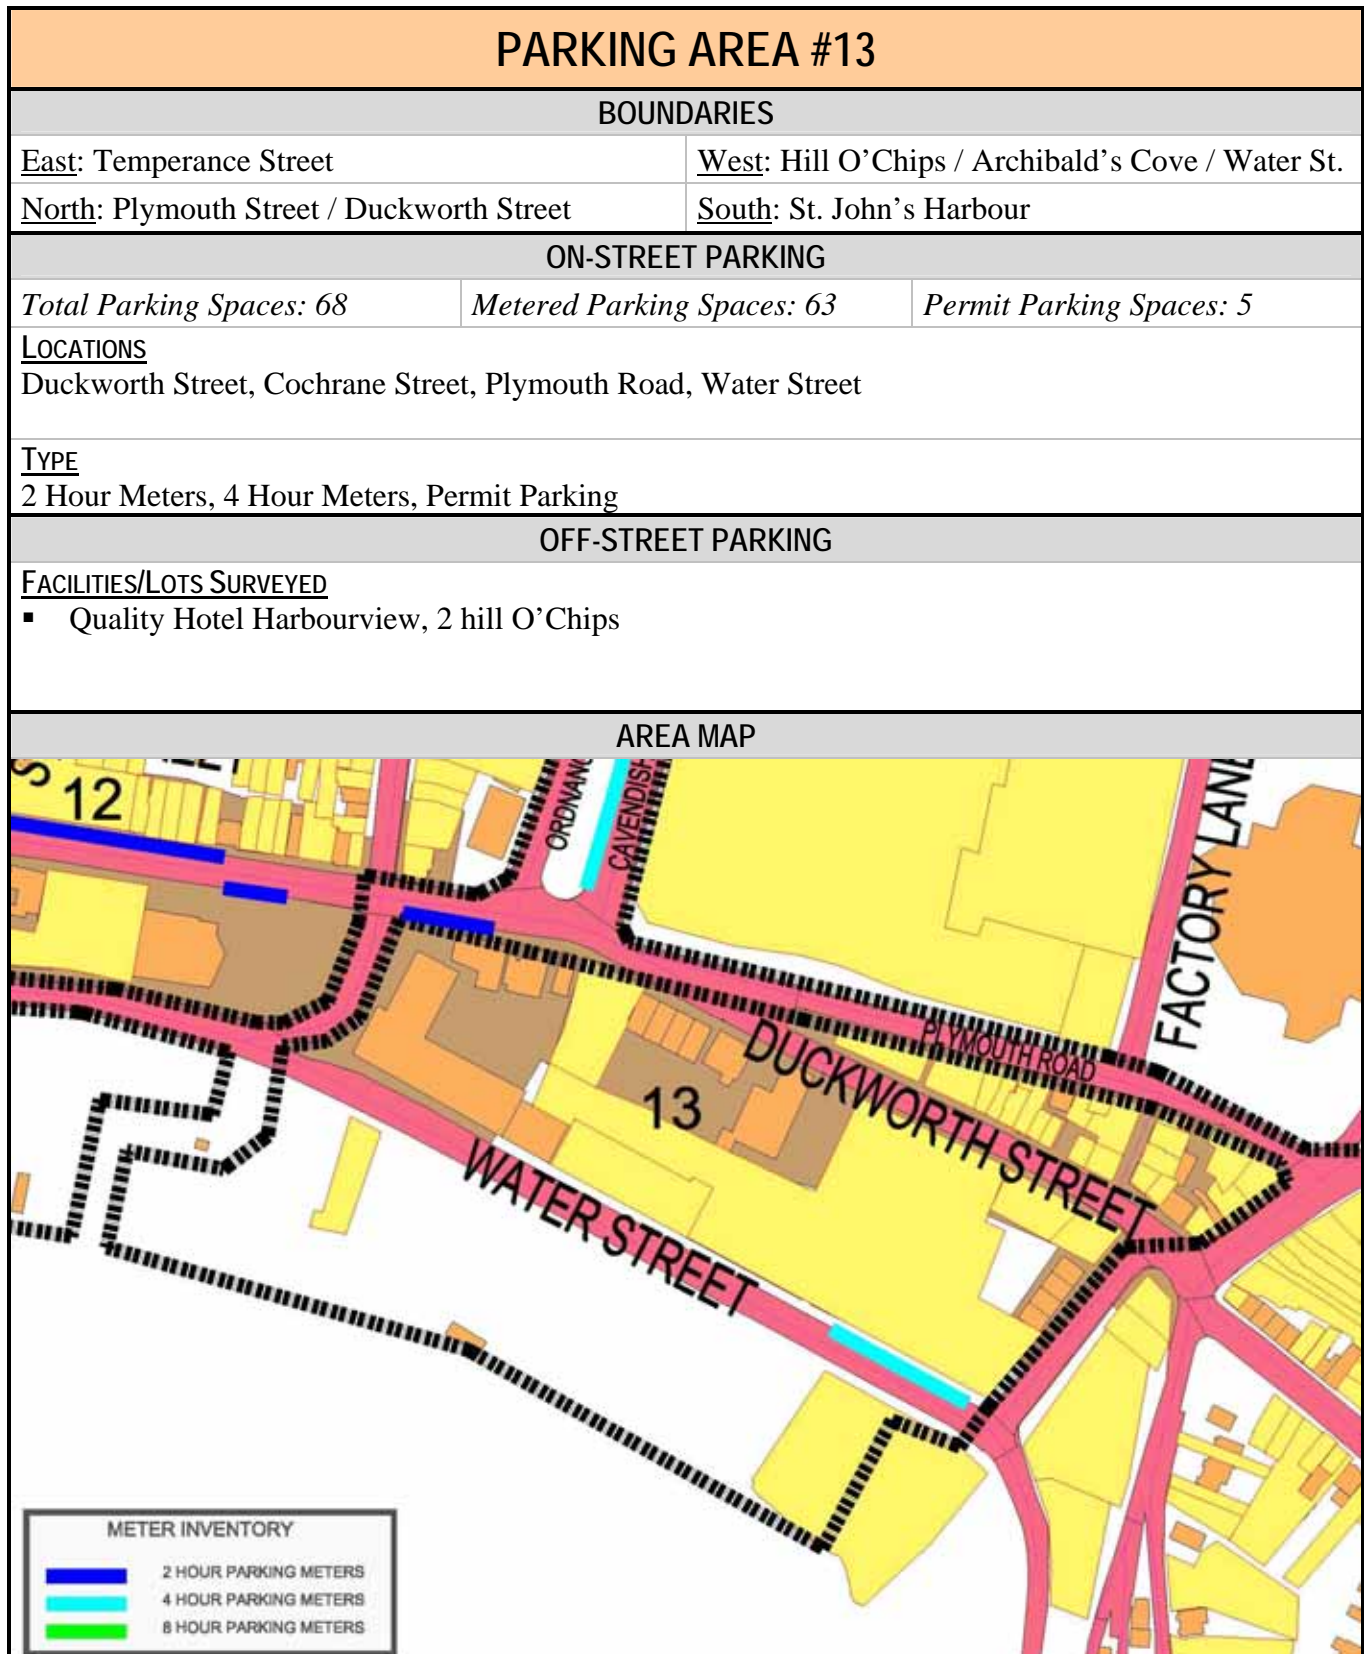 PARKING AREA #13
BOUNDARIES
East: Temperance Street
West: Hill O'Chips / Archibald's Cove / Water St.
North: Plymouth Street / Duckworth Street
South: St. John's Harbour
ON-STREET PARKING
Total Parking Spaces: 68
Metered Parking Spaces: 63
Permit Parking Spaces: 5
LOCATIONS
Duckworth Street, Cochrane Street, Plymouth Road, Water Street
TYPE
2 Hour Meters, 4 Hour Meters, Permit Parking
OFF-STREET PARKING
FACILITIES/LOTS SURVEYED
▪ Quality Hotel Harbourview, 2 hill O'Chips
AREA MAP
12
ORDNANC
CAVENDISH
FACTORY LANE
PLYMOUTH ROAD
DUCKWORTH STREET
13
WATER STREET
METER INVENTORY
2 HOUR PARKING METERS
4 HOUR PARKING METERS
8 HOUR PARKING METERS